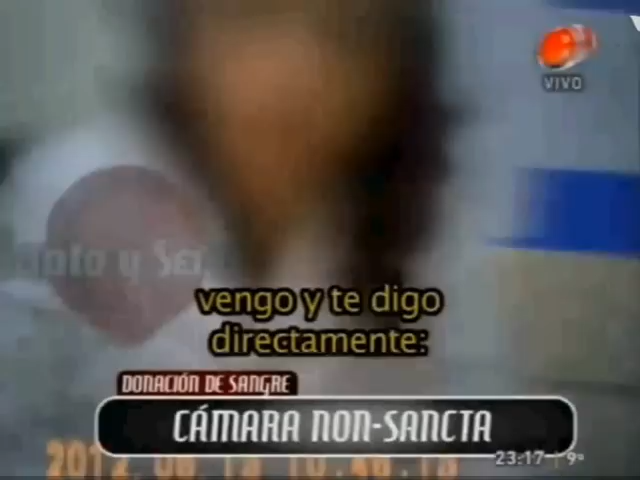 VIVO
vengo y te digo
directamente:
DONACIÓN DE SANGRE
CÁMARA NON-SANCTA
23:17 9°